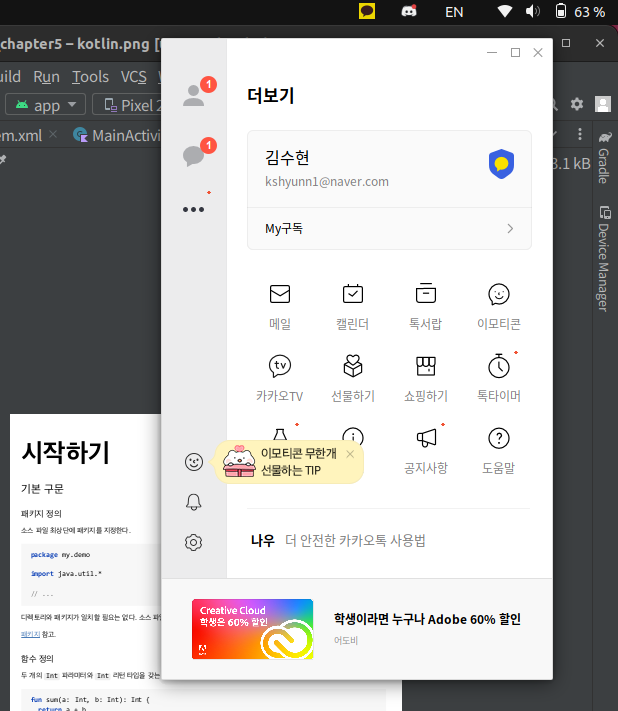 EN
63 %
_chapter5 – kotlin.png
uild Run Tools VCS
app
Pixel 2
em.xml
MainActivi
3.1 kB
Gradle
Device Manager
1
1
더보기
김수현
kshyunn1@naver.com
My구독
메일
캘린더
톡서랍
이모티콘
tv
카카오TV
선물하기
쇼핑하기
톡타이머
공지사항
도움말
이모티콘 무한개
선물하는 TIP
나우 더 안전한 카카오톡 사용법
Creative Cloud
학생은 60% 할인
학생이라면 누구나 Adobe 60% 할인
어도비
시작하기
기본 구문
패키지 정의
소스 파일 최상단에 패키지를 지정한다.
package my.demo
import java.util.*
// ...
디렉토리와 패키지가 일치할 필요는 없다. 소스 파일
패키지 참고.
함수 정의
두 개의 Int 파라미터와 Int 리턴 타입을 갖는
fun sum(a: Int, b: Int): Int {
return a + b